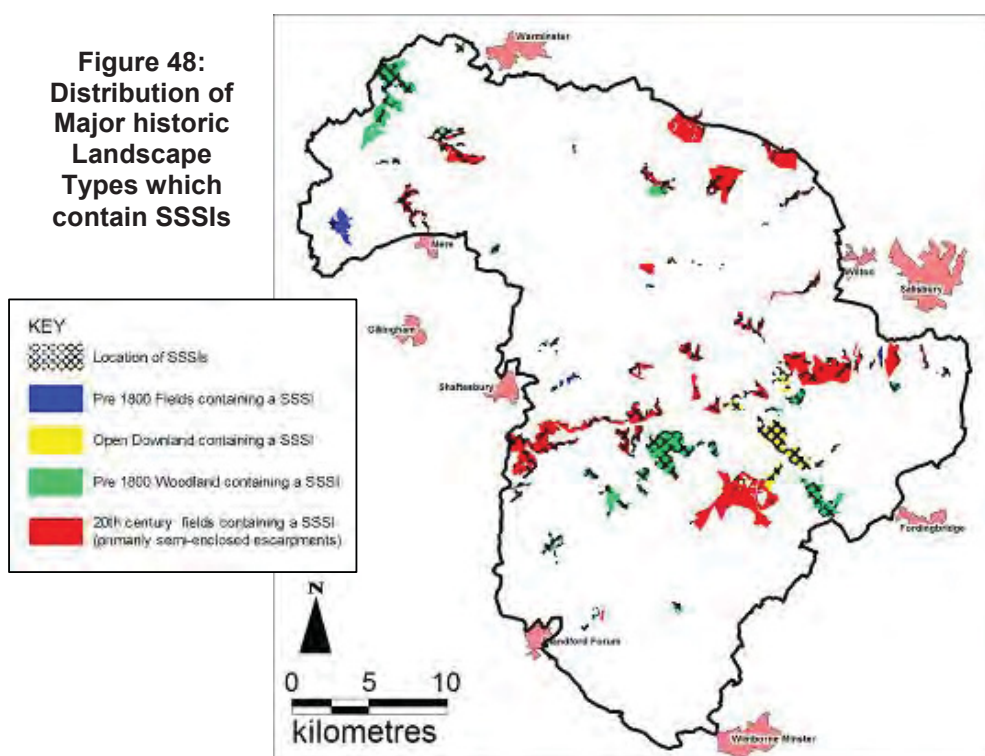 Figure 48:
Distribution of
Major historic
Landscape
Types which
contain SSSIs
Warminster
Mere
Wilton
Salisbury
Gillingham
Shaftesbury
Fordingbridge
landford Forum
Wimborne Minster
KEY
Location of SSSIs
Pre 1800 Fields containing a SSSI
Open Downland containing a SSSI
Pre 1800 Woodland containing a SSSI
20th century fields containing a SSSI
(primarily semi-enclosed escarpments)
N
0 5 10
kilometres